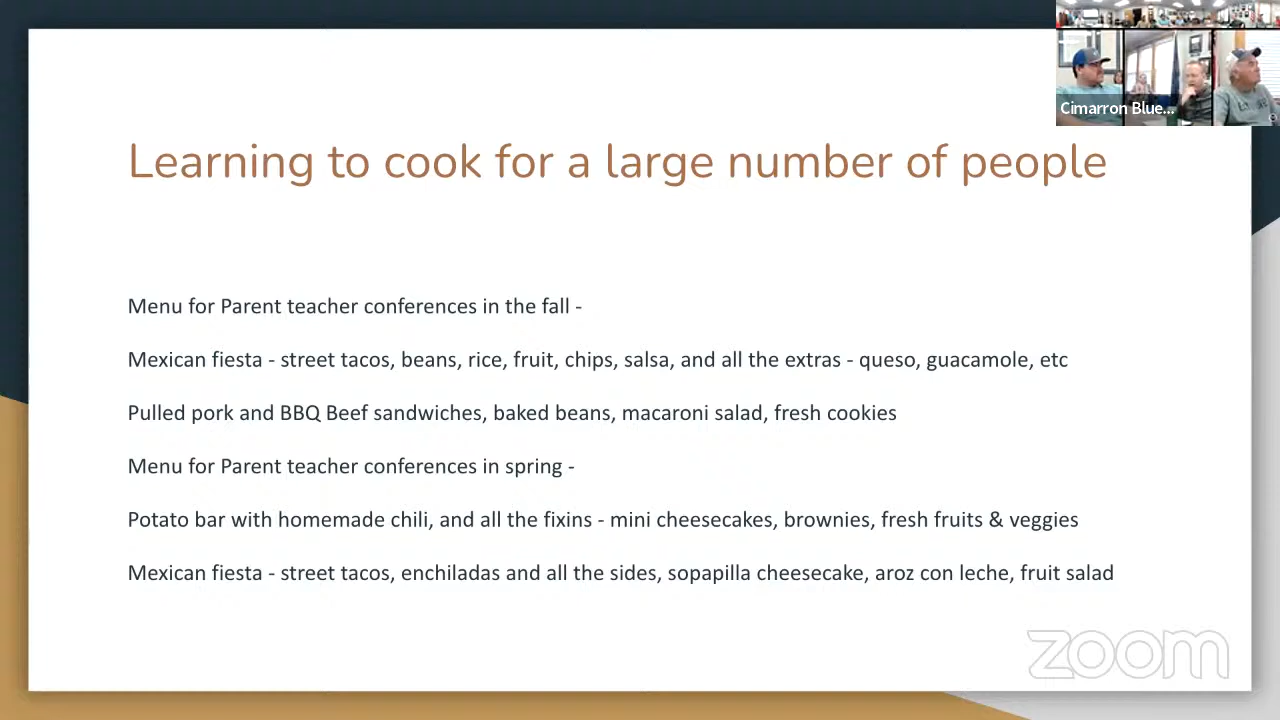 Cimarron Blue...
Learning to cook for a large number of people
Menu for Parent teacher conferences in the fall -
Mexican fiesta - street tacos, beans, rice, fruit, chips, salsa, and all the extras - queso, guacamole, etc
Pulled pork and BBQ Beef sandwiches, baked beans, macaroni salad, fresh cookies
Menu for Parent teacher conferences in spring -
Potato bar with homemade chili, and all the fixins - mini cheesecakes, brownies, fresh fruits & veggies
Mexican fiesta - street tacos, enchiladas and all the sides, sopapilla cheesecake, aroz con leche, fruit salad
zoom